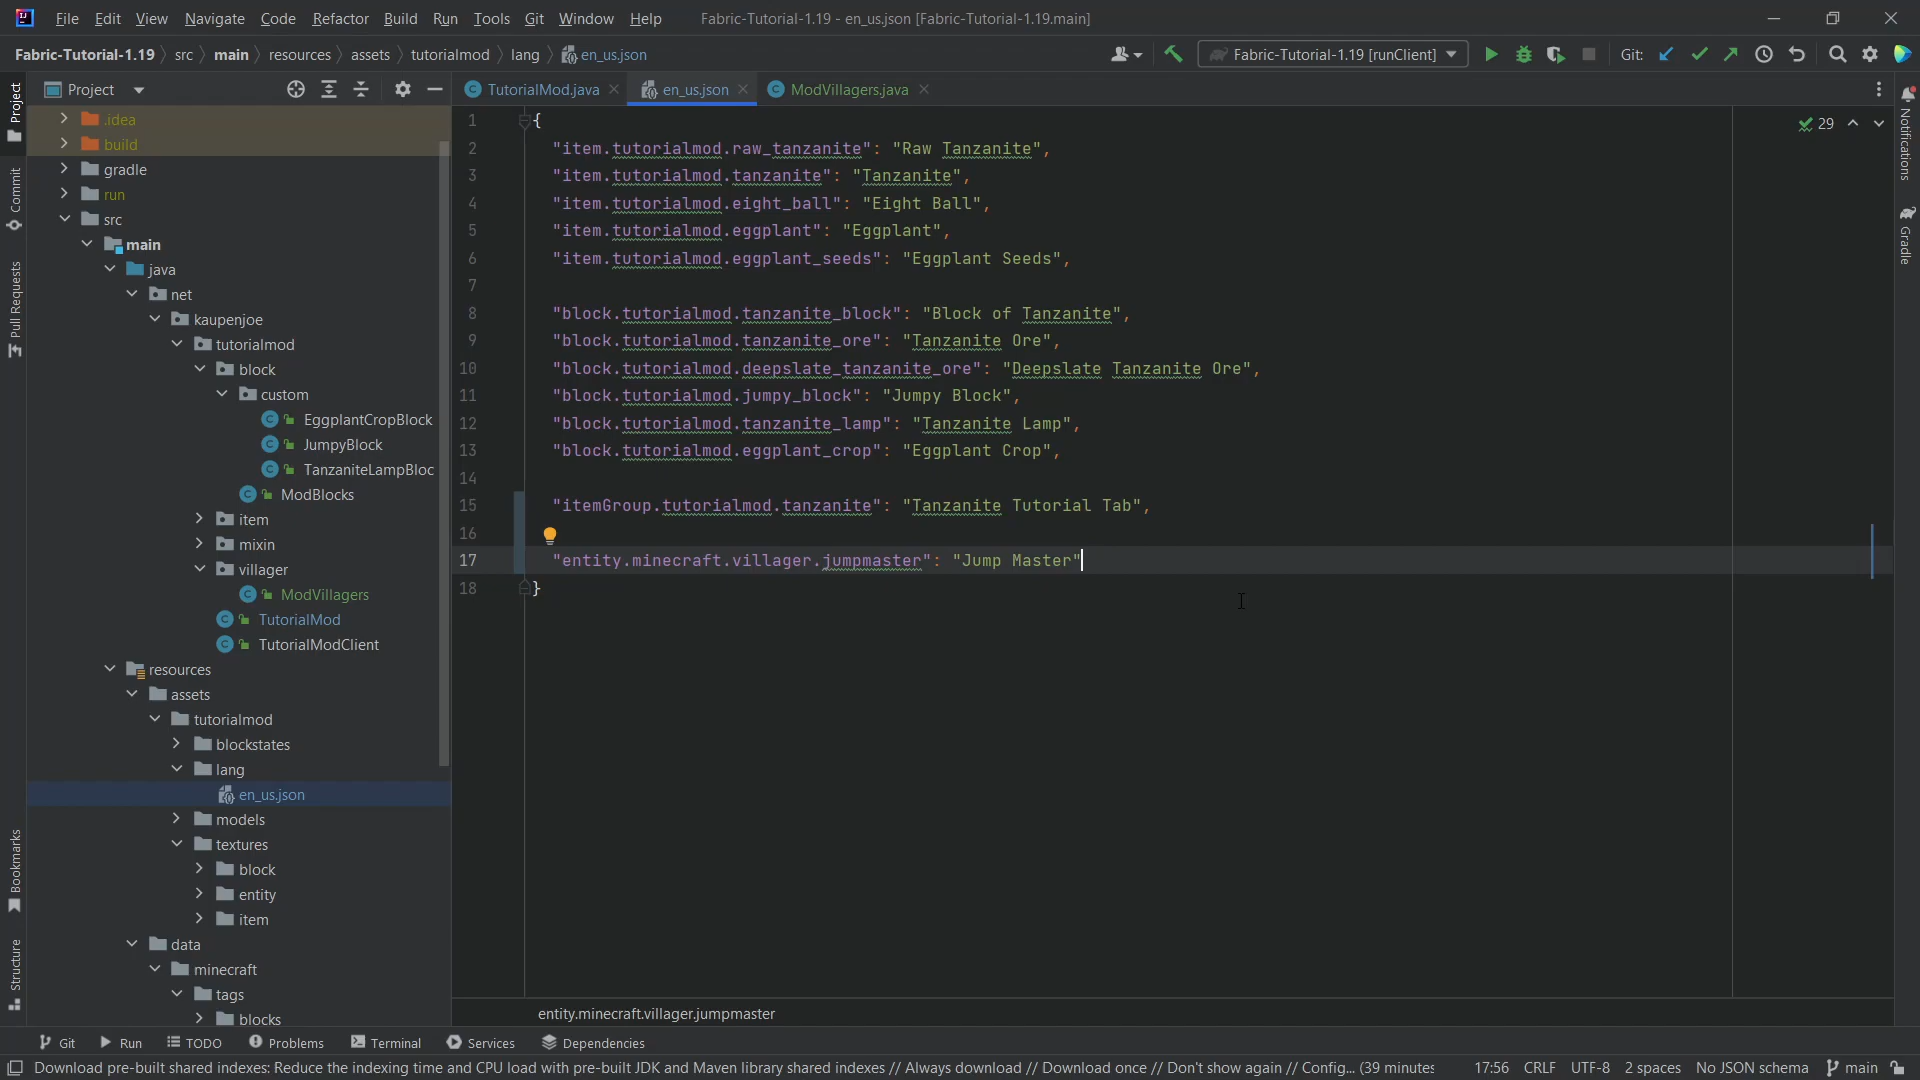 File Edit View Navigate Code Refactor Build Run Tools Git Window Help Fabric-Tutorial-1.19 - en_us.json [Fabric-Tutorial-1.19.main]
Fabric-Tutorial-1.19 src main resources assets tutorialmod lang en_us.json Fabric-Tutorial-1.19 [runClient] Git:
Project
TutorialMod.java en_us.json ModVillagers.java
Project
Commit
Pull Requests
Bookmarks
Structure
.idea
build
gradle
run
src
main
java
net
kaupenjoe
tutorialmod
block
custom
EggplantCropBlock
JumpyBlock
TanzaniteLampBloc
ModBlocks
item
mixin
villager
ModVillagers
TutorialMod
TutorialModClient
resources
assets
tutorialmod
blockstates
lang
en_us.json
models
textures
block
entity
item
data
minecraft
tags
blocks
1 {
2 "item.tutorialmod.raw_tanzanite": "Raw Tanzanite",
3 "item.tutorialmod.tanzanite": "Tanzanite",
4 "item.tutorialmod.eight_ball": "Eight Ball",
5 "item.tutorialmod.eggplant": "Eggplant",
6 "item.tutorialmod.eggplant_seeds": "Eggplant Seeds",
7
8 "block.tutorialmod.tanzanite_block": "Block of Tanzanite",
9 "block.tutorialmod.tanzanite_ore": "Tanzanite Ore",
10 "block.tutorialmod.deepslate_tanzanite_ore": "Deepslate Tanzanite Ore",
11 "block.tutorialmod.jumpy_block": "Jumpy Block",
12 "block.tutorialmod.tanzanite_lamp": "Tanzanite Lamp",
13 "block.tutorialmod.eggplant_crop": "Eggplant Crop",
14
15 "itemGroup.tutorialmod.tanzanite": "Tanzanite Tutorial Tab",
16
17 "entity.minecraft.villager.jumpmaster": "Jump Master"
18 }
29
Notifications
Gradle
entity.minecraft.villager.jumpmaster
Git Run TODO Problems Terminal Services Dependencies
Download pre-built shared indexes: Reduce the indexing time and CPU load with pre-built JDK and Maven library shared indexes // Always download // Download once // Don't show again // Config... (39 minutes 17:56 CRLF UTF-8 2 spaces No JSON schema main